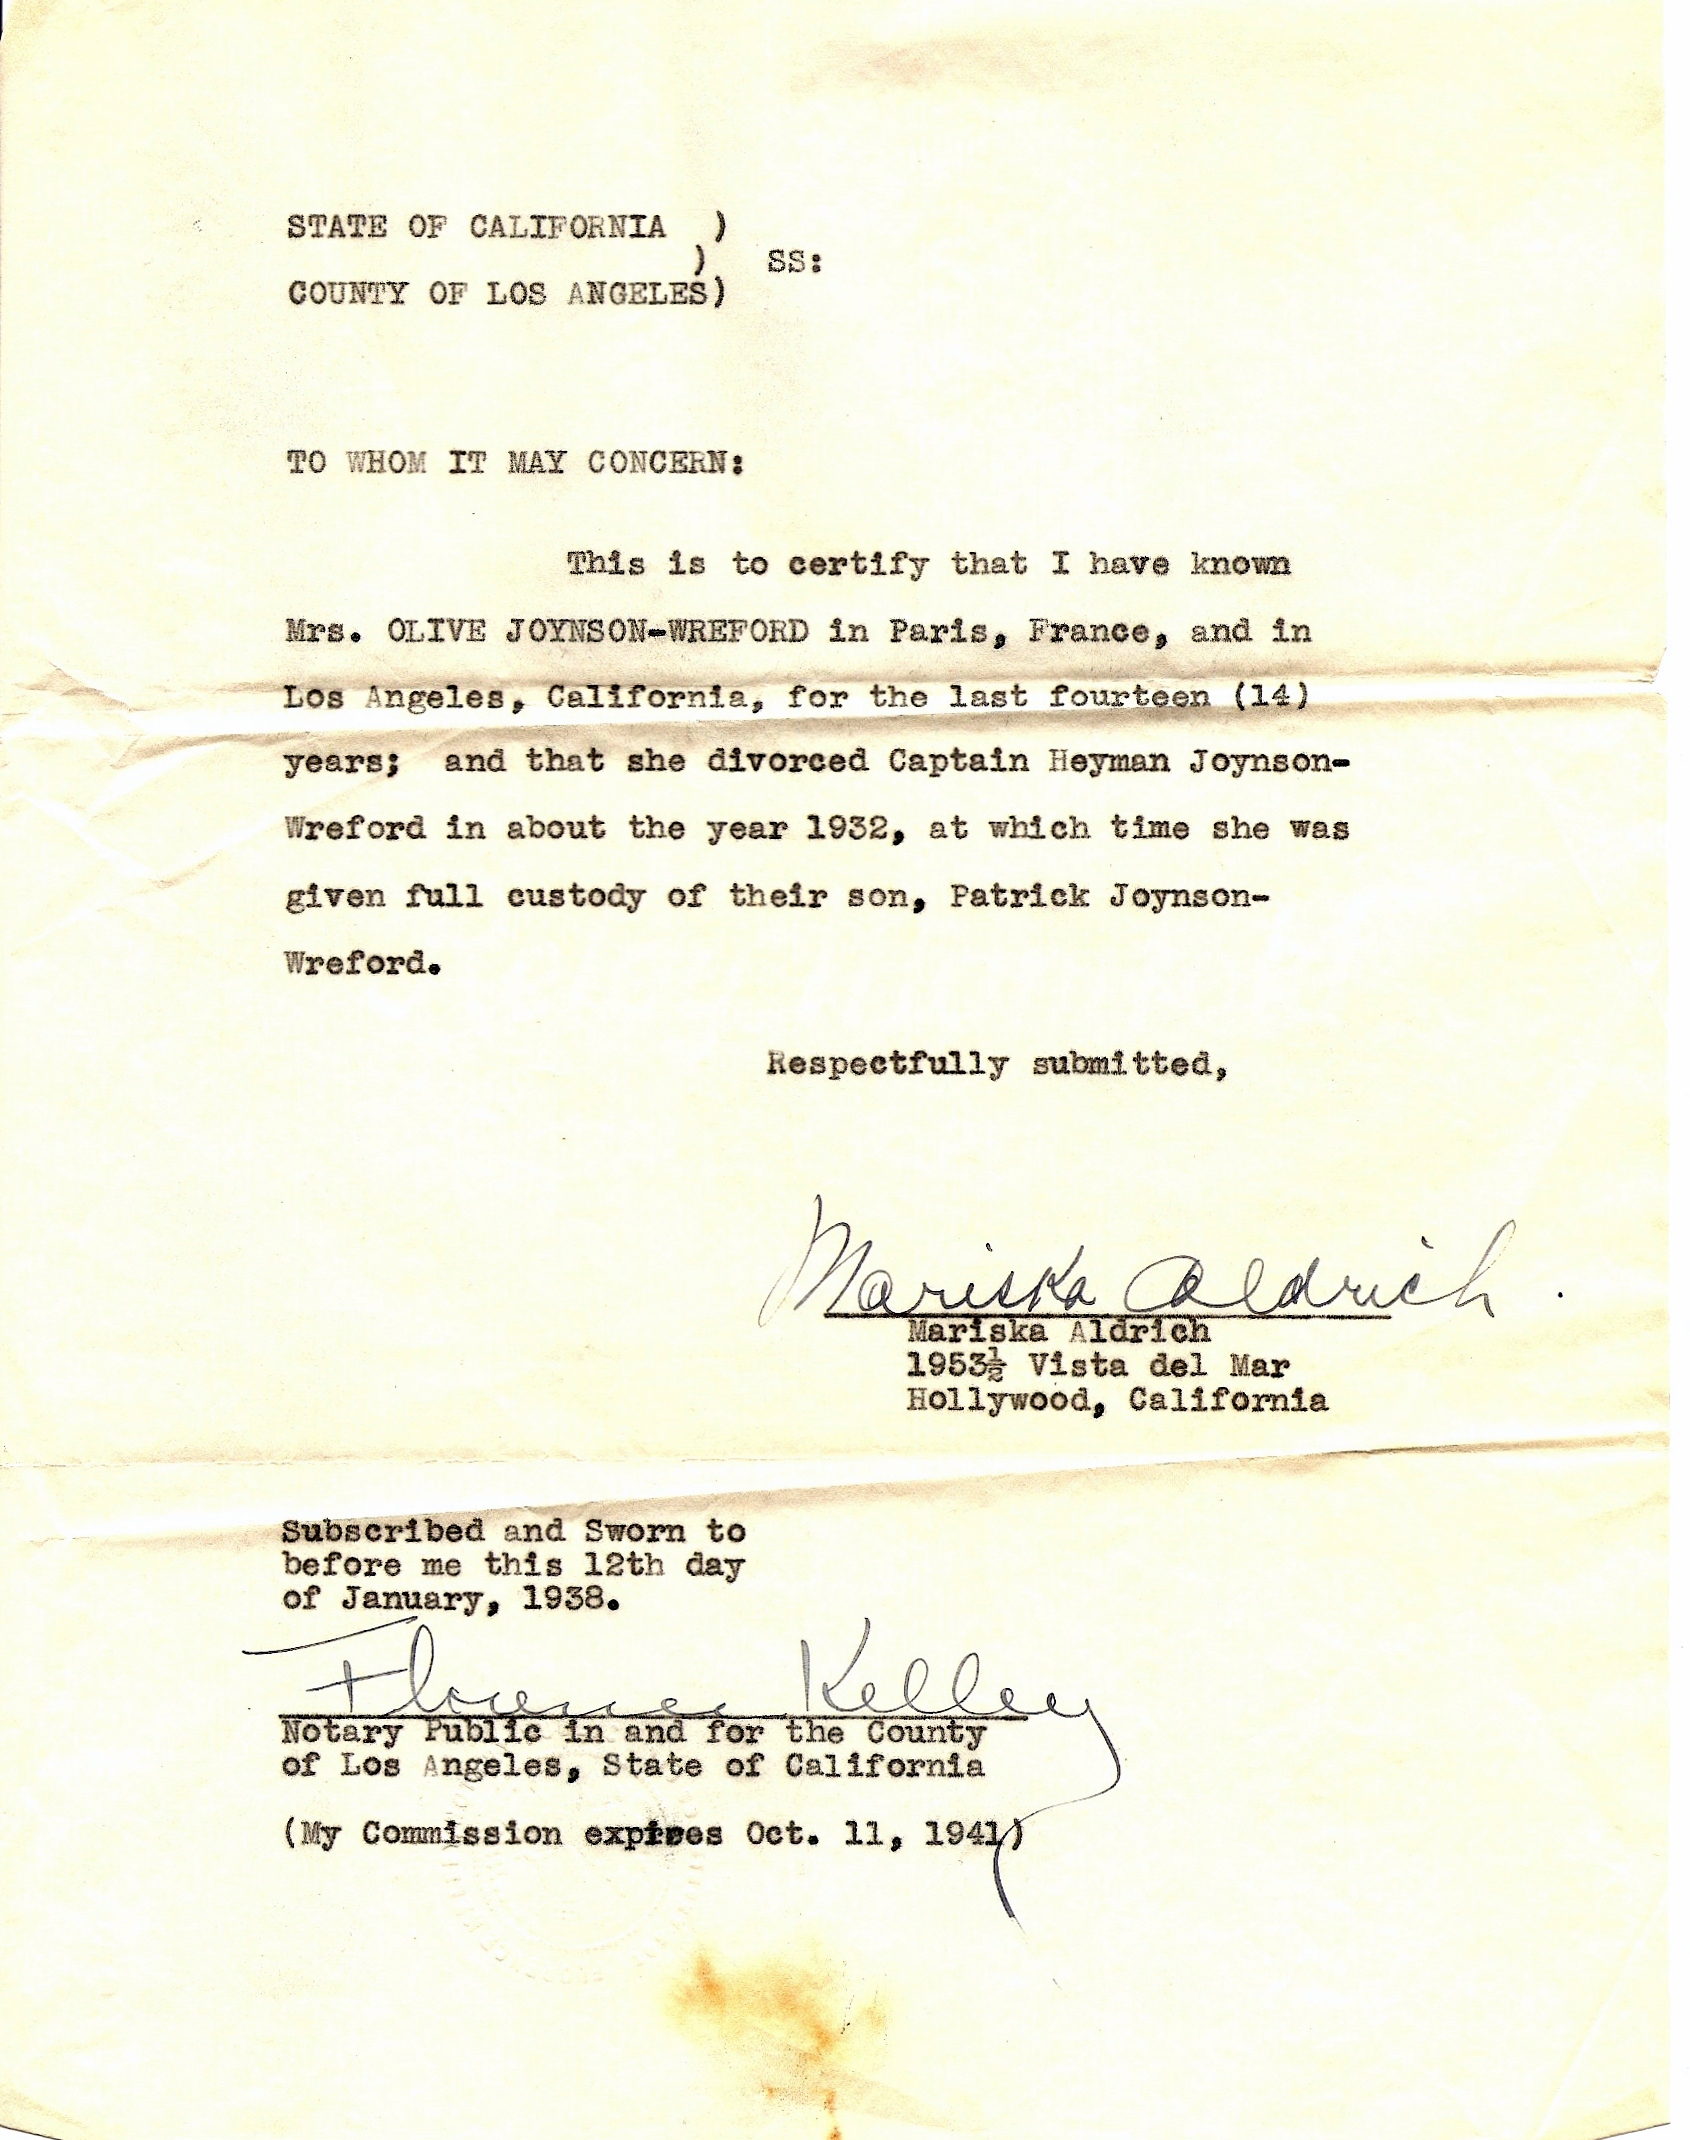 STATE OF CALIFORNIA )
) SS:
COUNTY OF LOS ANGELES)
TO WHOM IT MAY CONCERN:
This is to certify that I have known
Mrs. OLIVE JOYNSON-WREFORD in Paris, France, and in
Los Angeles, California, for the last fourteen (14)
years; and that she divorced Captain Heyman Joynson-
Wreford in about the year 1932, at which time she was
given full custody of their son, Patrick Joynson-
Wreford.
Respectfully submitted,
Mariska Aldrich
Mariska Aldrich
1953½ Vista del Mar
Hollywood, California
Subscribed and Sworn to
before me this 12th day
of January, 1938.
Florence Kelley
Notary Public in and for the County
of Los Angeles, State of California
(My Commission expires Oct. 11, 1941)